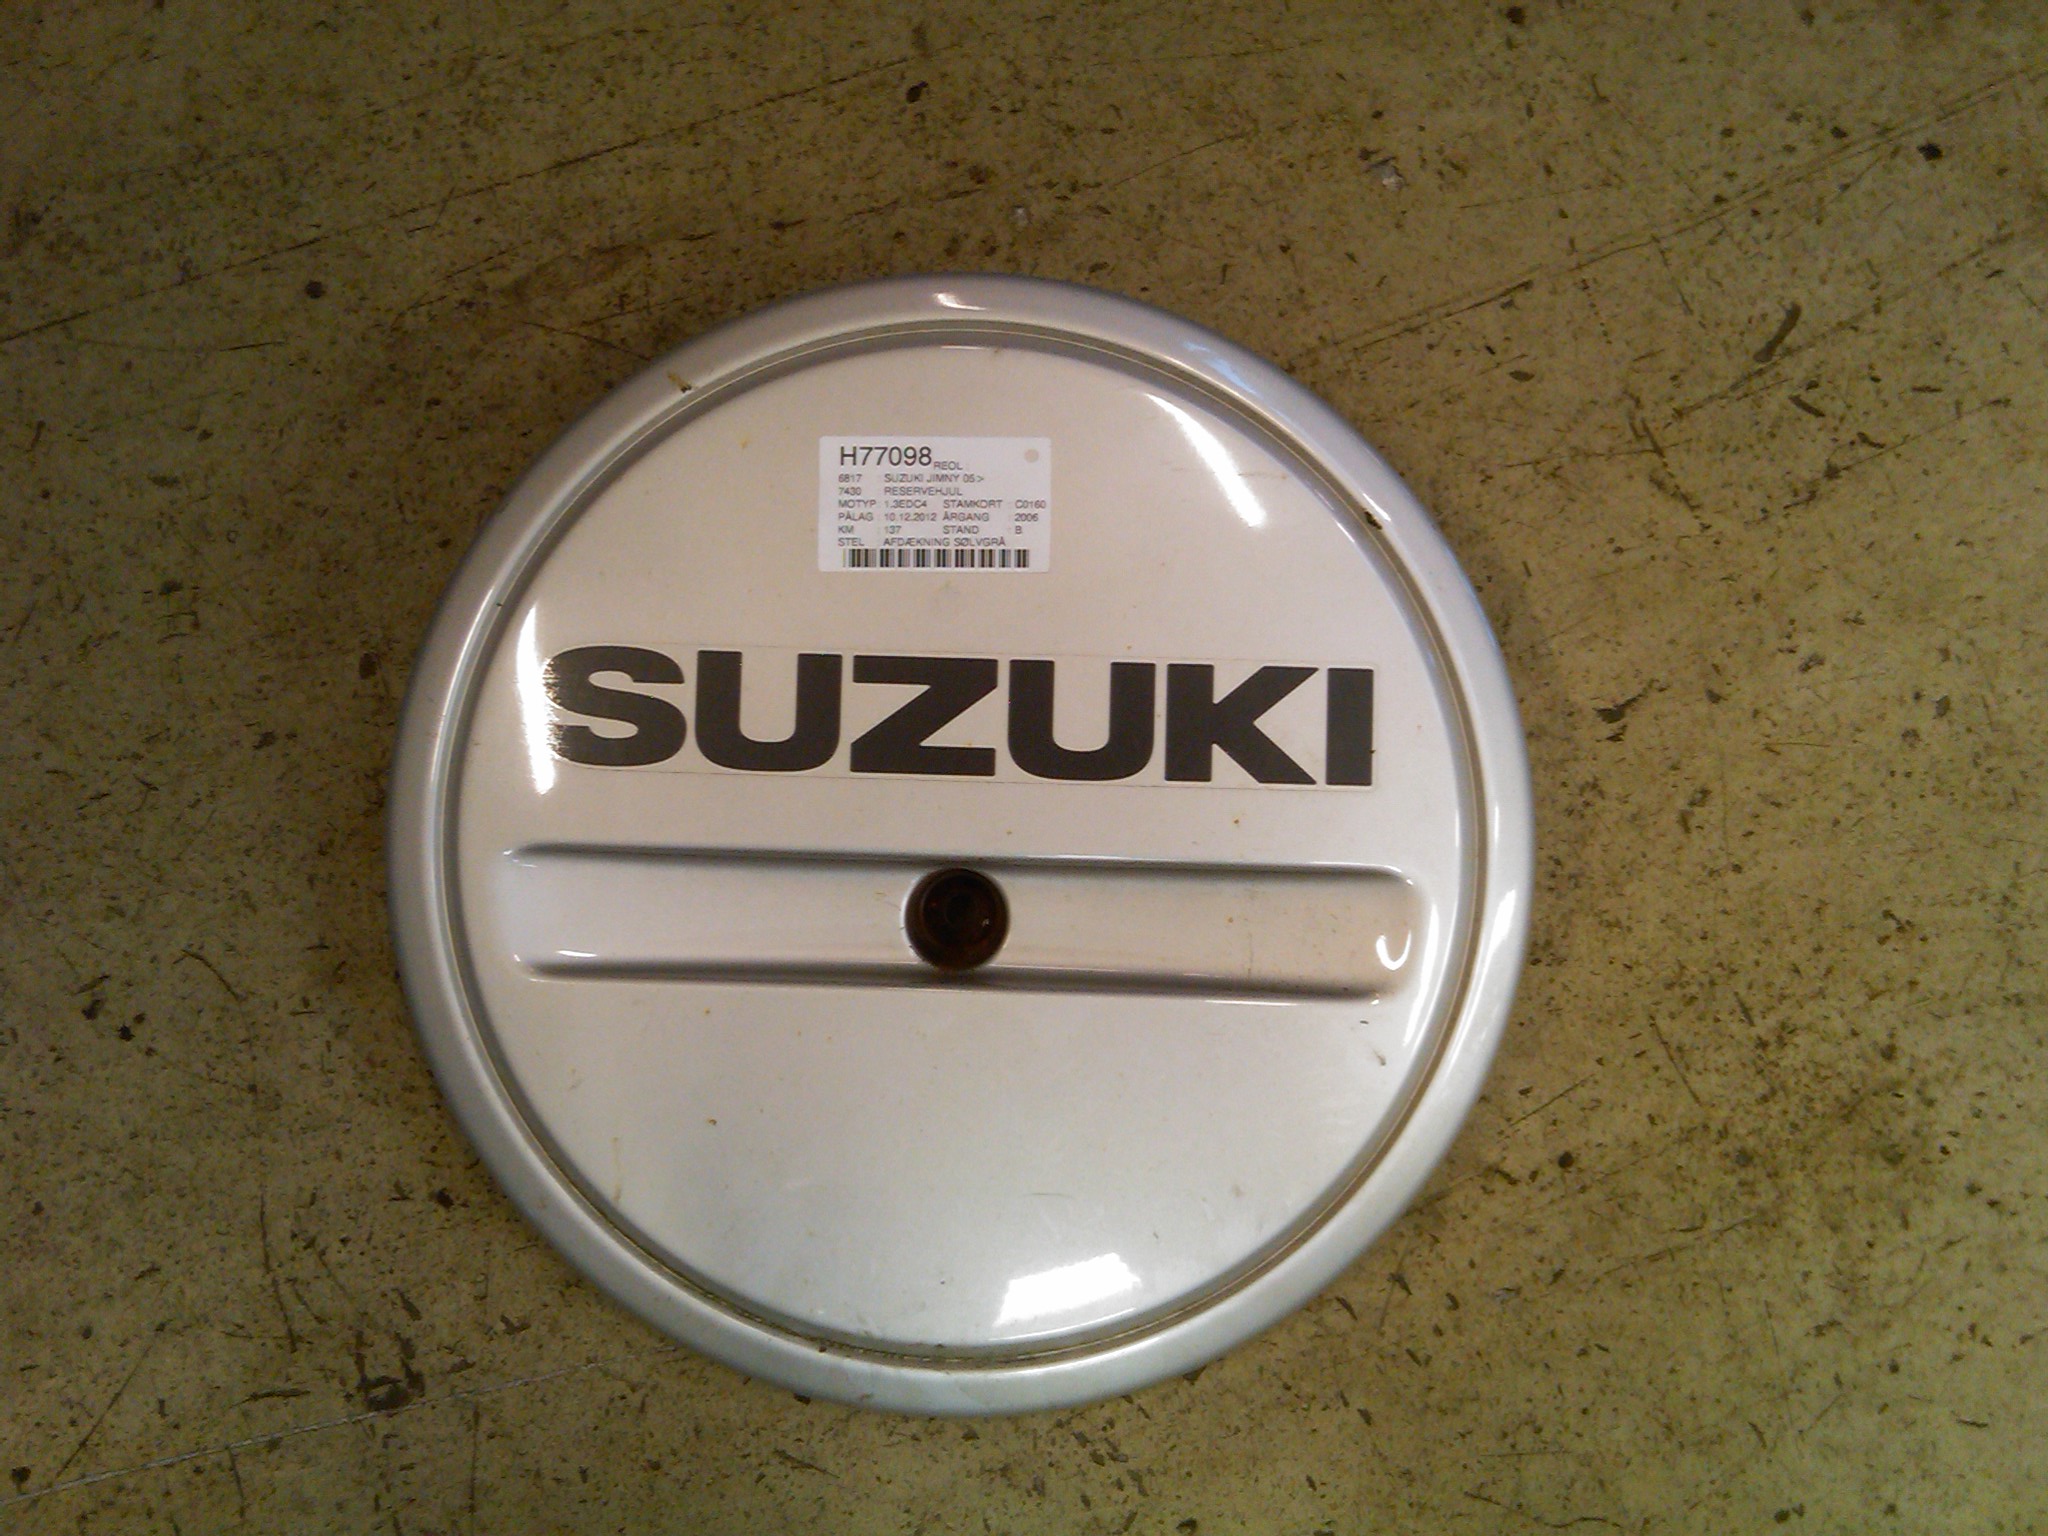 H77098 REOL
6817 SUZUKI JIMNY 05>
7430 RESERVEHJUL
MOTYP : 1.3EDC4 STAMKORT : C0160
PÅLAG : 10.12.2012 ÅRGANG : 2006
KM : 137 STAND : B
STEL : AFDÆKNING SØLVGRÅ
SUZUKI